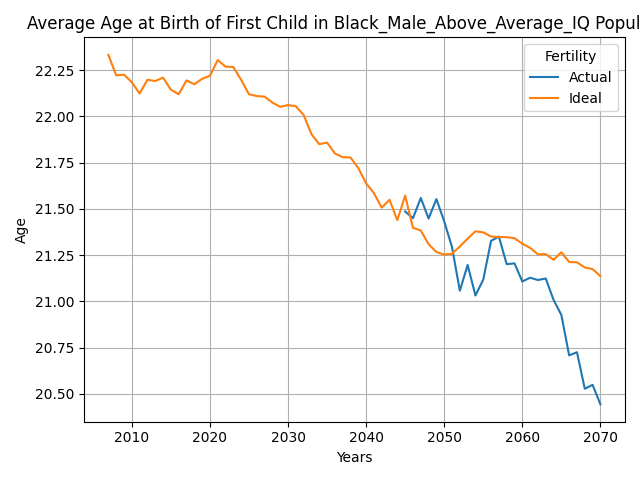 Average Age at Birth of First Child in Black_Male_Above_Average_IQ Popul
Fertility
Actual
Ideal
Age
22.25
22.00
21.75
21.50
21.25
21.00
20.75
20.50
2010 2020 2030 2040 2050 2060 2070
Years